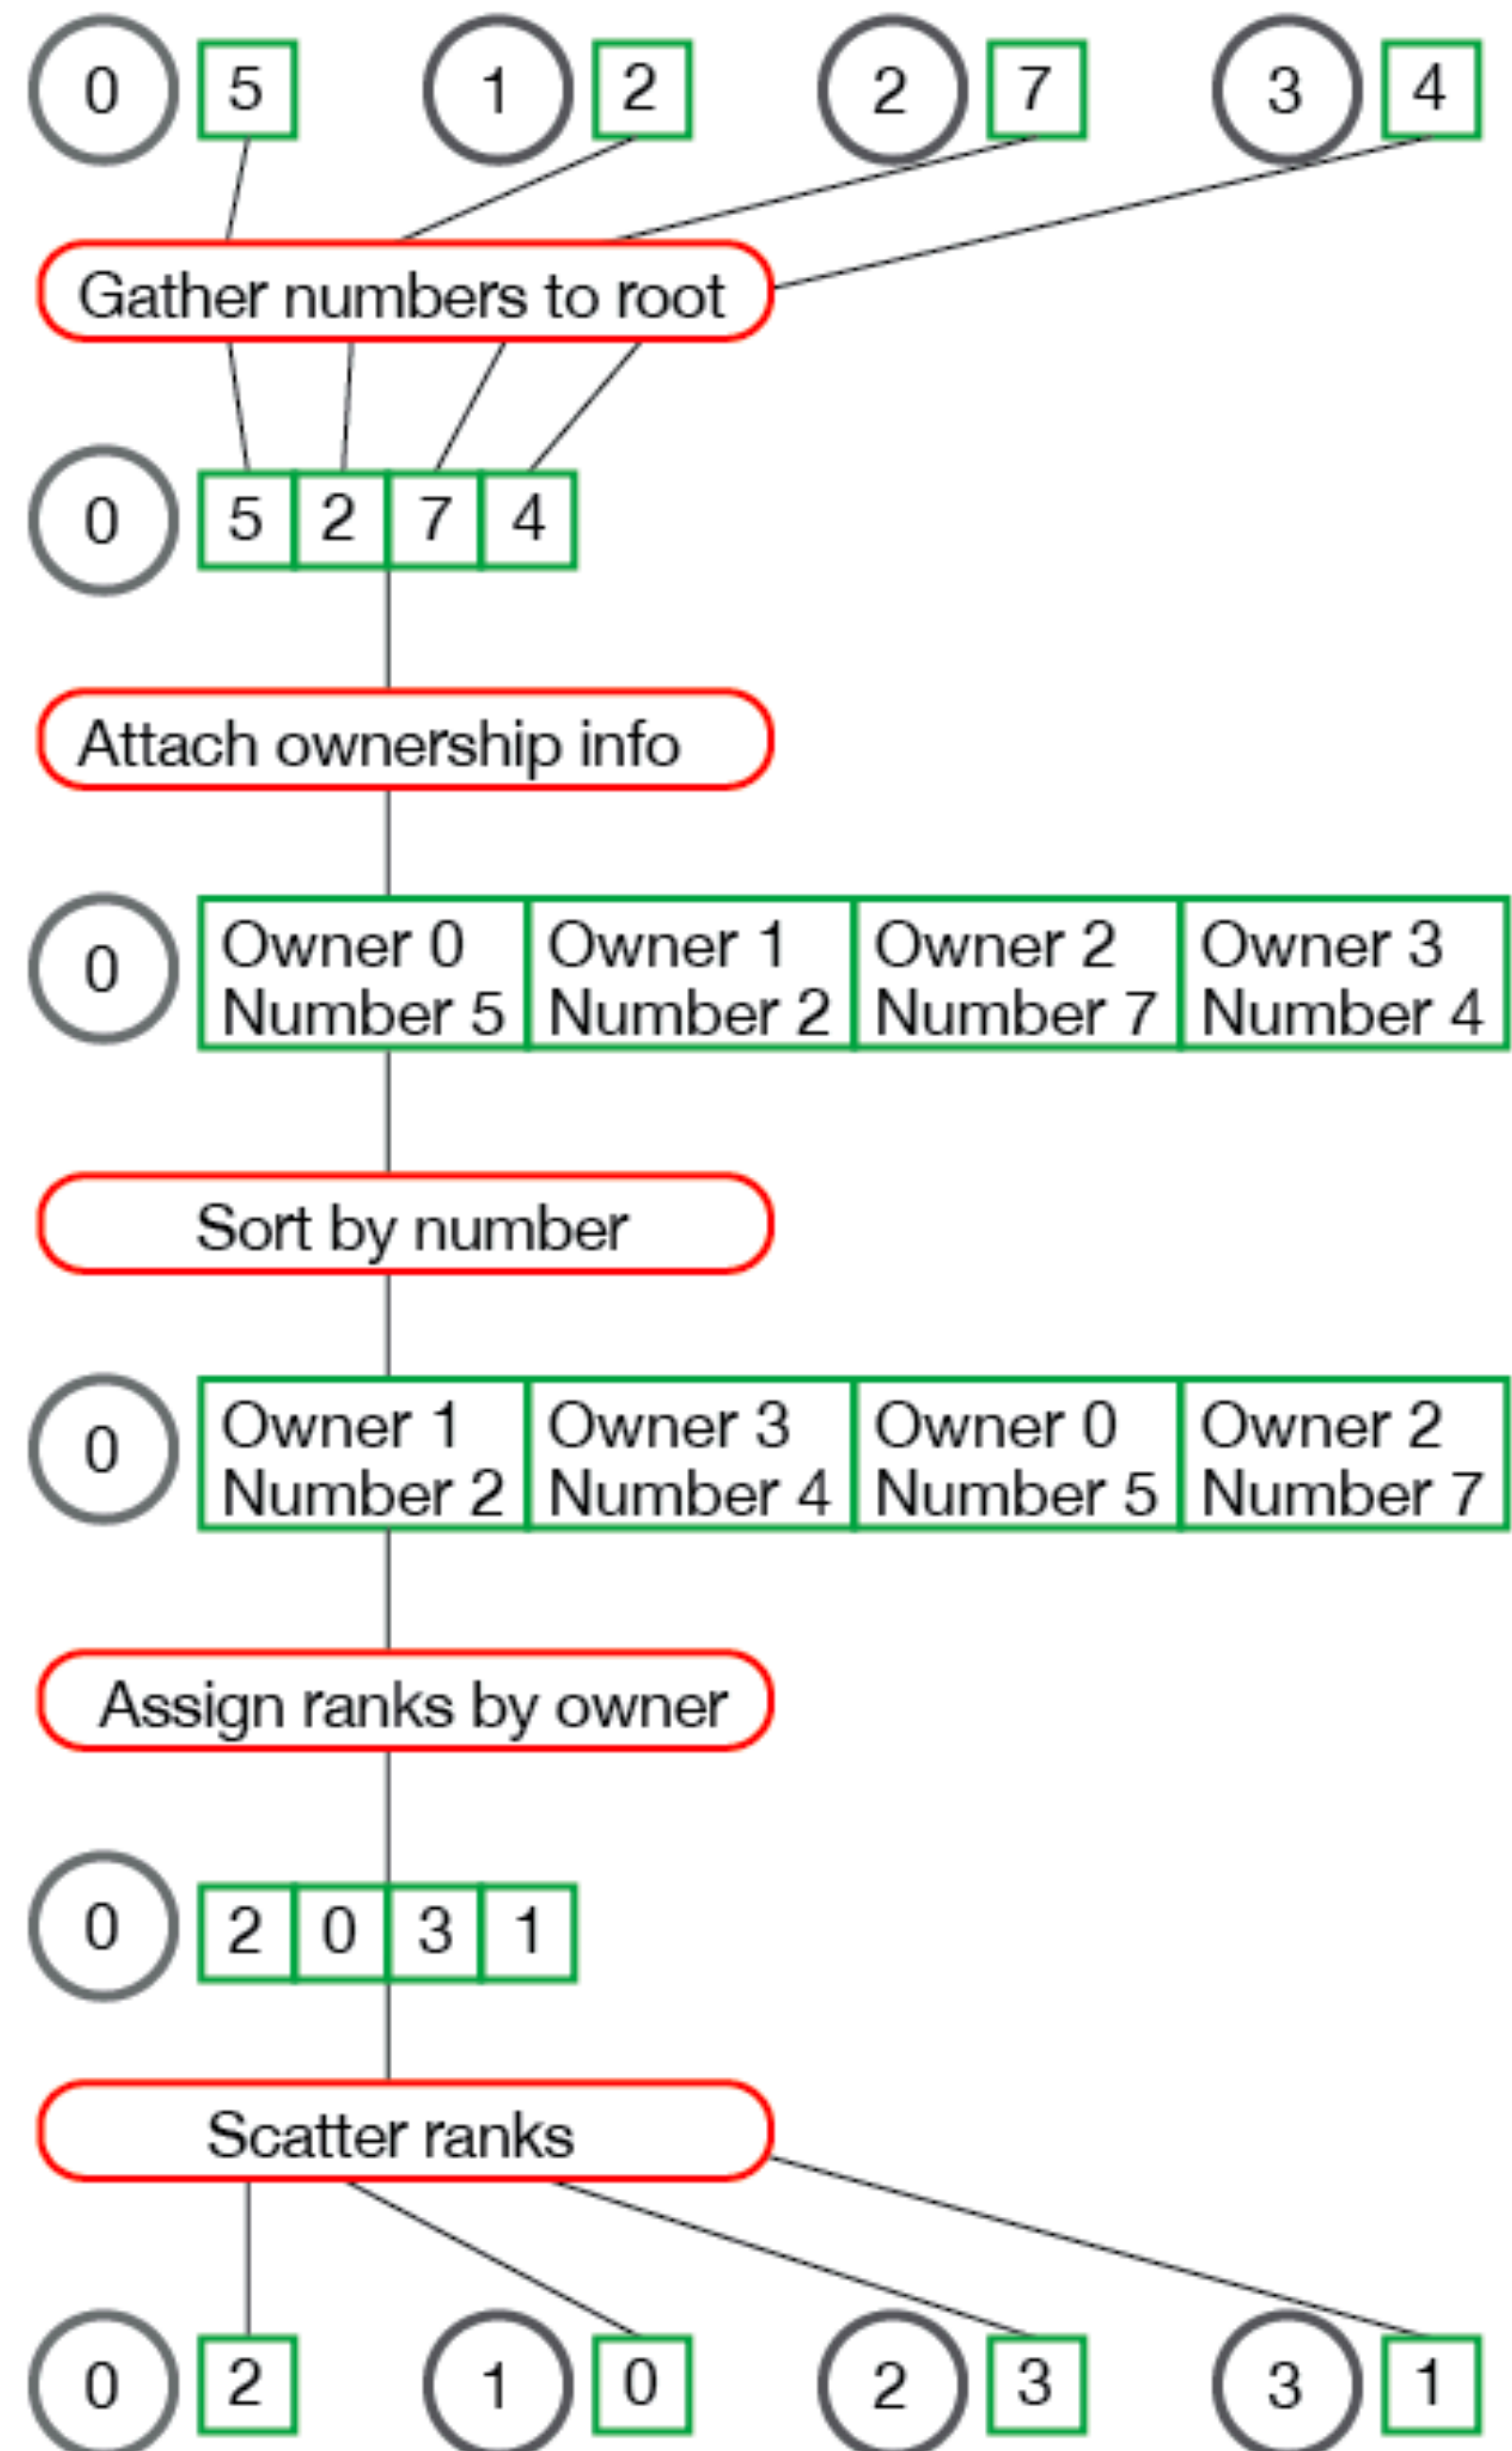 0 5 1 2 2 7 3 4
Gather numbers to root
0 5 2 7 4
Attach ownership info
0
Owner 0 Owner 1 Owner 2 Owner 3
Number 5 Number 2 Number 7 Number 4
Sort by number
0
Owner 1 Owner 3 Owner 0 Owner 2
Number 2 Number 4 Number 5 Number 7
Assign ranks by owner
0 2 0 3 1
Scatter ranks
0 2 1 0 2 3 3 1